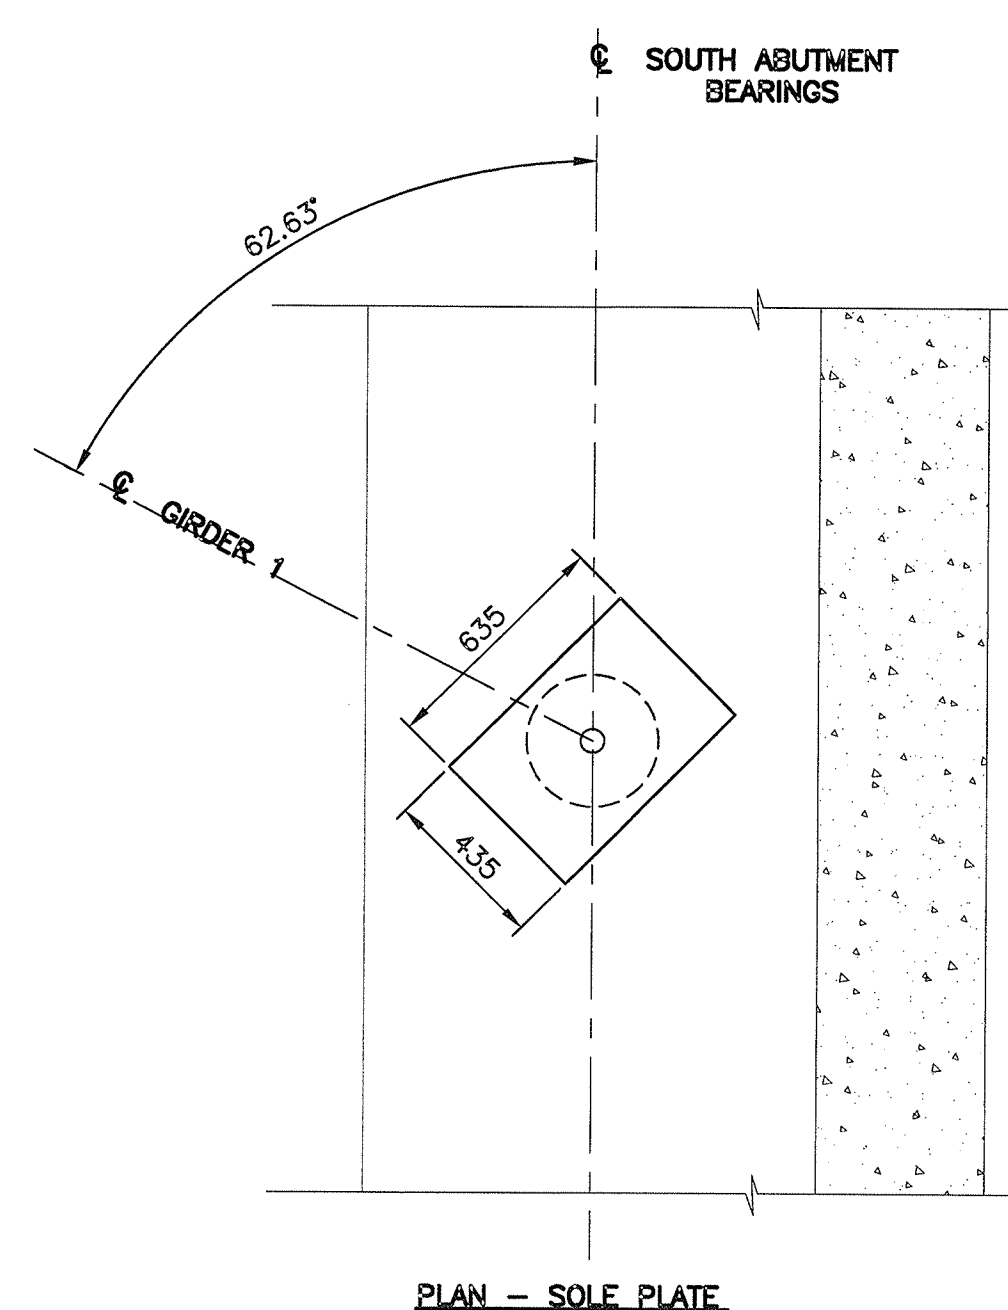 ℄ SOUTH ABUTMENT
BEARINGS
62.63°
℄ GIRDER 1
635
435
PLAN - SOLE PLATE